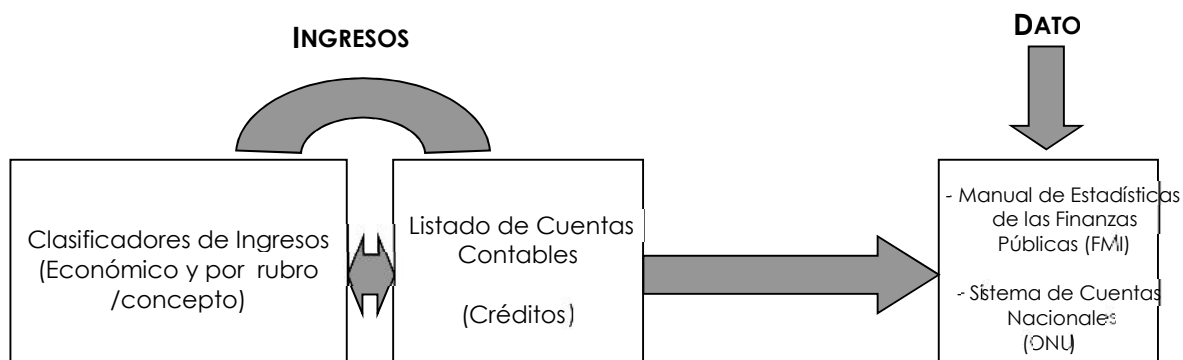 INGRESOS
DATO
Clasificadores de Ingresos
(Económico y por rubro
/concepto)
Listado de Cuentas
Contables
(Créditos)
- Manual de Estadísticas
de las Finanzas
Públicas (FMI)
- Sistema de Cuentas
Nacionales
(ONU)